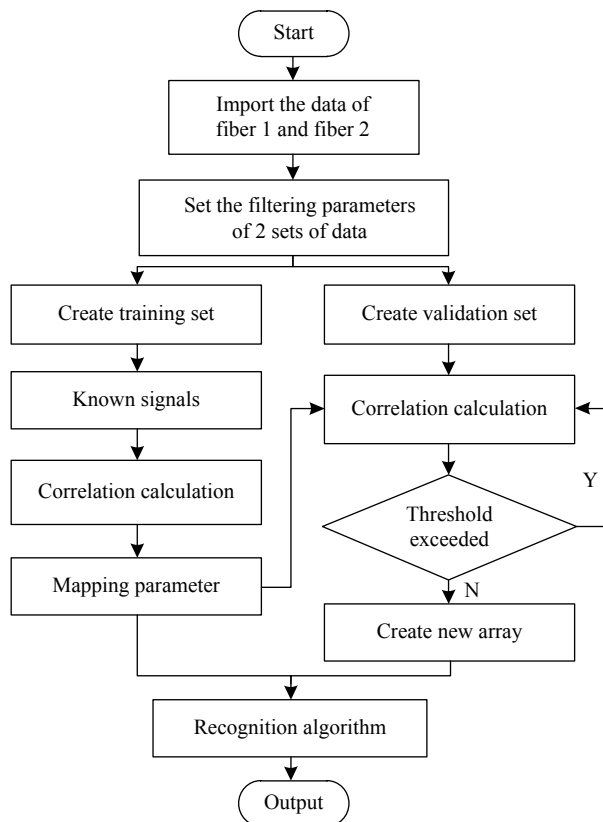 Start
Import the data of
fiber 1 and fiber 2
Set the filtering parameters
of 2 sets of data
Create training set
Create validation set
Known signals
Correlation calculation
Correlation calculation
Y
Threshold
exceeded
Mapping parameter
N
Create new array
Recognition algorithm
Output